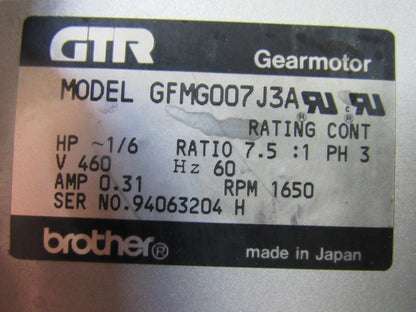 GTR Gearmotor
MODEL GFMG007J3A
RATING CONT
HP ~1/6 RATIO 7.5 :1 PH 3
V 460 Hz 60
AMP 0.31 RPM 1650
SER NO.94063204 H
brother® made in Japan